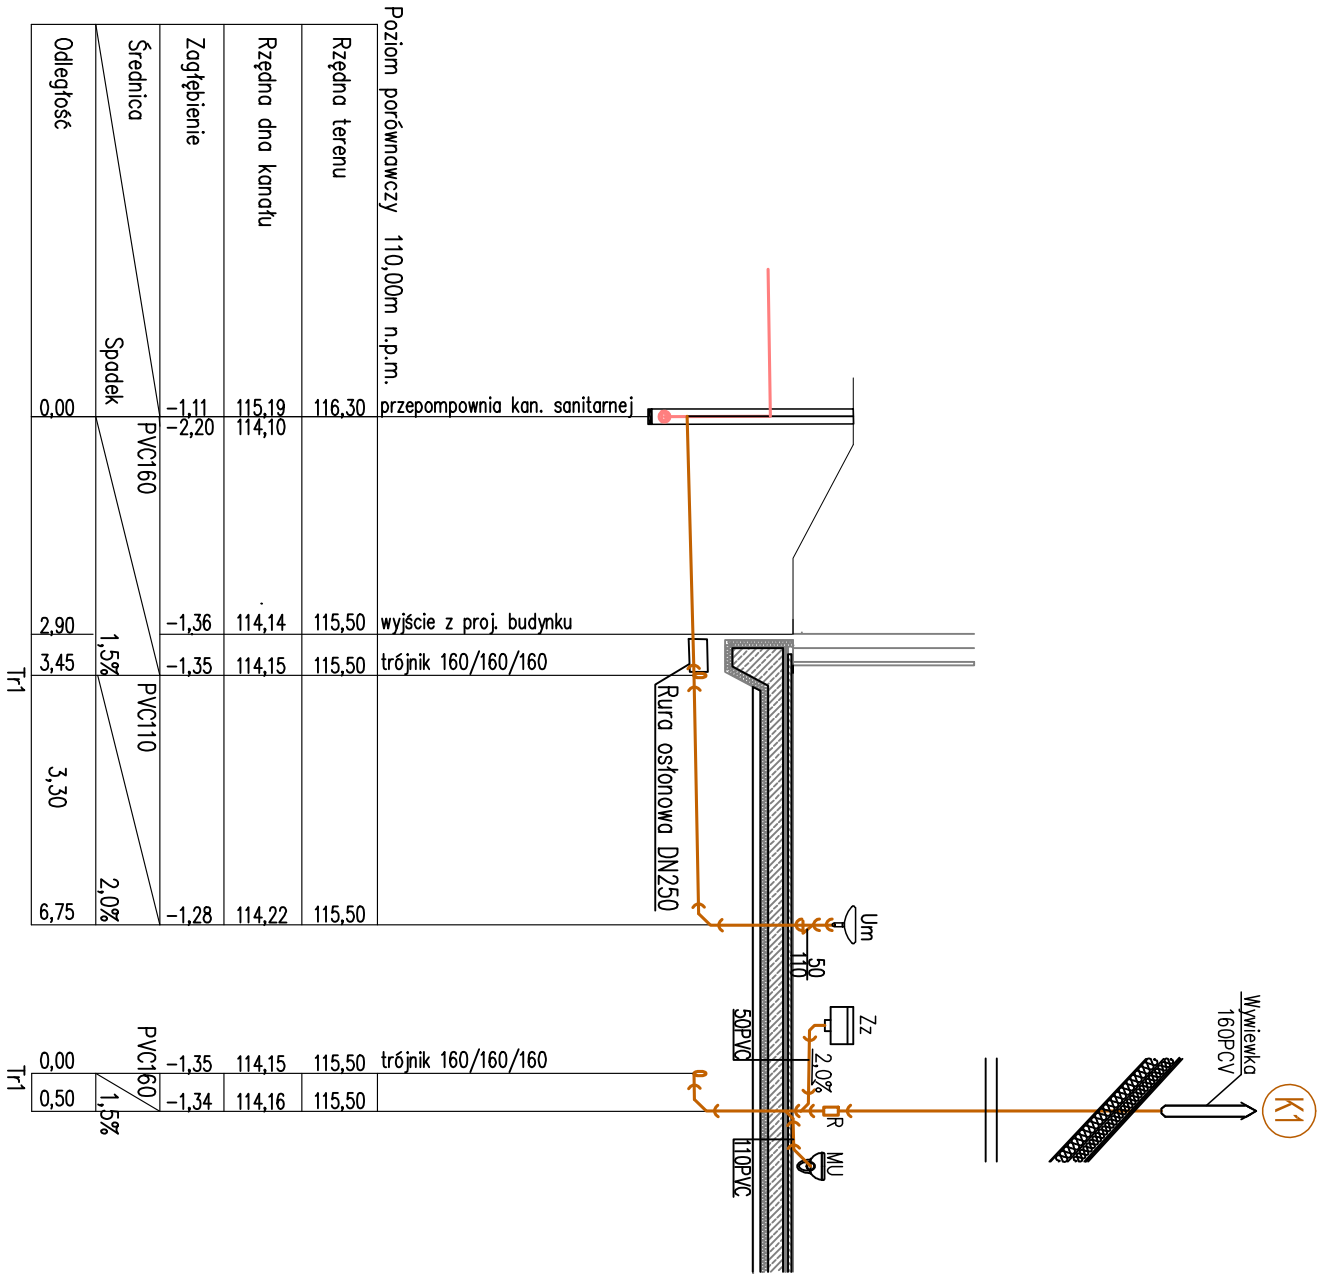 K1
Wywiewka
160PCV
Um
50
110
Zz
2,0%
50PVC
R
MU
110PVC
Rura osłonowa DN250
Poziom porównawczy 110,00m n.p.m.
przepompownia kan. sanitarnej
wyjście z proj. budynku
trójnik 160/160/160
trójnik 160/160/160
Rzędna terenu
116,30
115,50
115,50
115,50
115,50
115,50
Rzędna dna kanału
115,19
114,10
114,14
114,15
114,22
114,15
114,16
Zagłębienie
-1,11
-2,20
-1,36
-1,35
-1,28
-1,35
-1,34
Średnica
PVC160
PVC110
PVC160
Spadek
1,5%
2,0%
1,5%
Odległość
0,00
2,90
3,45
3,30
6,75
0,00
0,50
Tr1
Tr1